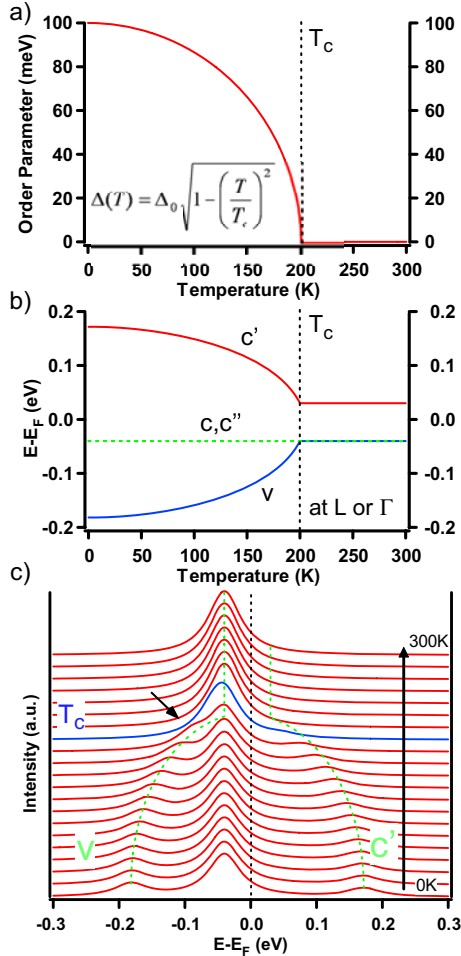 a)
100
80
60
40
20
0
Order Parameter (meV)
T_c
Δ(T) = Δ_0 √(1 − (T/T_c)^2)
100
80
60
40
20
0
0 50 100 150 200 250 300
Temperature (K)
b)
0.2
0.1
0.0
-0.1
-0.2
E-E_F (eV)
c'
T_c
c,c''
v
at L or Γ
0.2
0.1
0.0
-0.1
-0.2
0 50 100 150 200 250 300
Temperature (K)
c)
Intensity (a.u.)
300K
T_c
v
c'
0K
-0.3 -0.2 -0.1 0.0 0.1 0.2 0.3
E-E_F (eV)